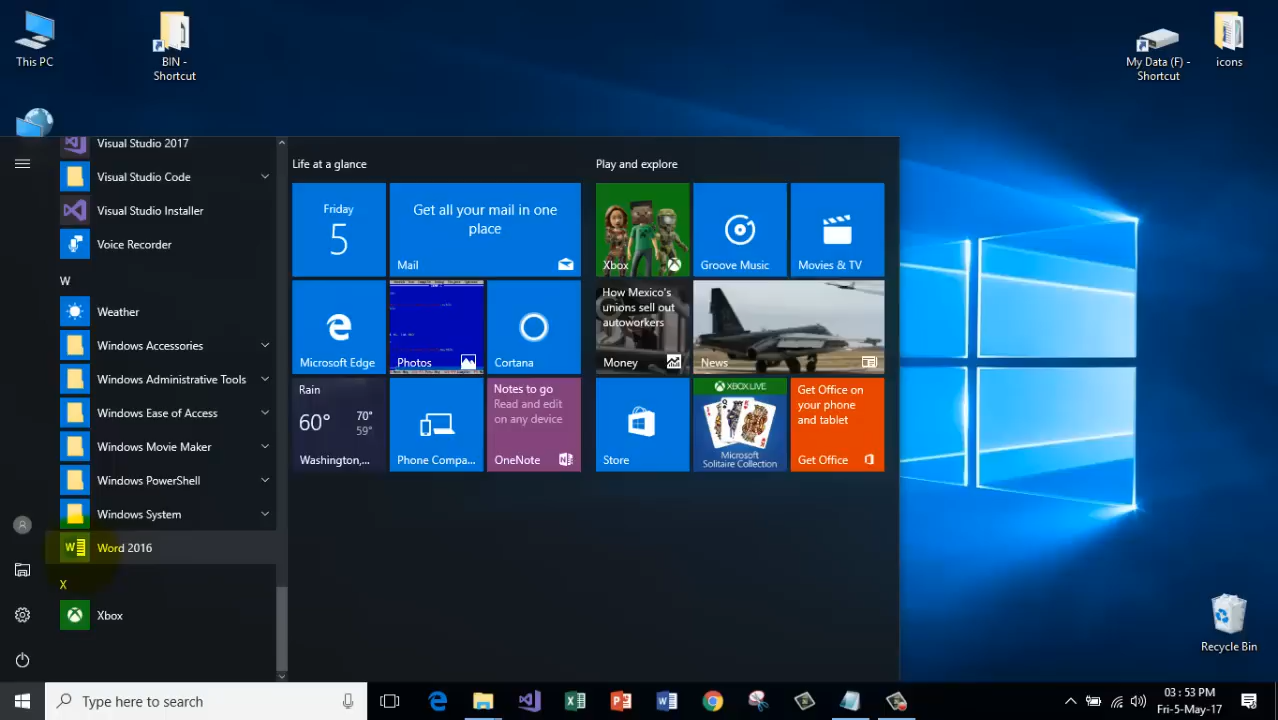 This PC
BIN -
Shortcut
My Data (F) -
Shortcut
icons
Visual Studio 2017
Visual Studio Code
Visual Studio Installer
Voice Recorder
W
Weather
Windows Accessories
Windows Administrative Tools
Windows Ease of Access
Windows Movie Maker
Windows PowerShell
Windows System
Word 2016
X
Xbox
Life at a glance
Friday
5
Get all your mail in one
place
Mail
Microsoft Edge
Photos
Cortana
Rain
60° 70°
59°
Washington,...
Phone Compa...
Notes to go
Read and edit
on any device
OneNote
Play and explore
Xbox
Groove Music
Movies & TV
How Mexico's
unions sell out
autoworkers
Money
News
Store
XBOX LIVE
Microsoft
Solitaire Collection
Get Office on
your phone
and tablet
Get Office
Recycle Bin
Type here to search
03 : 53 PM
Fri-5-May-17